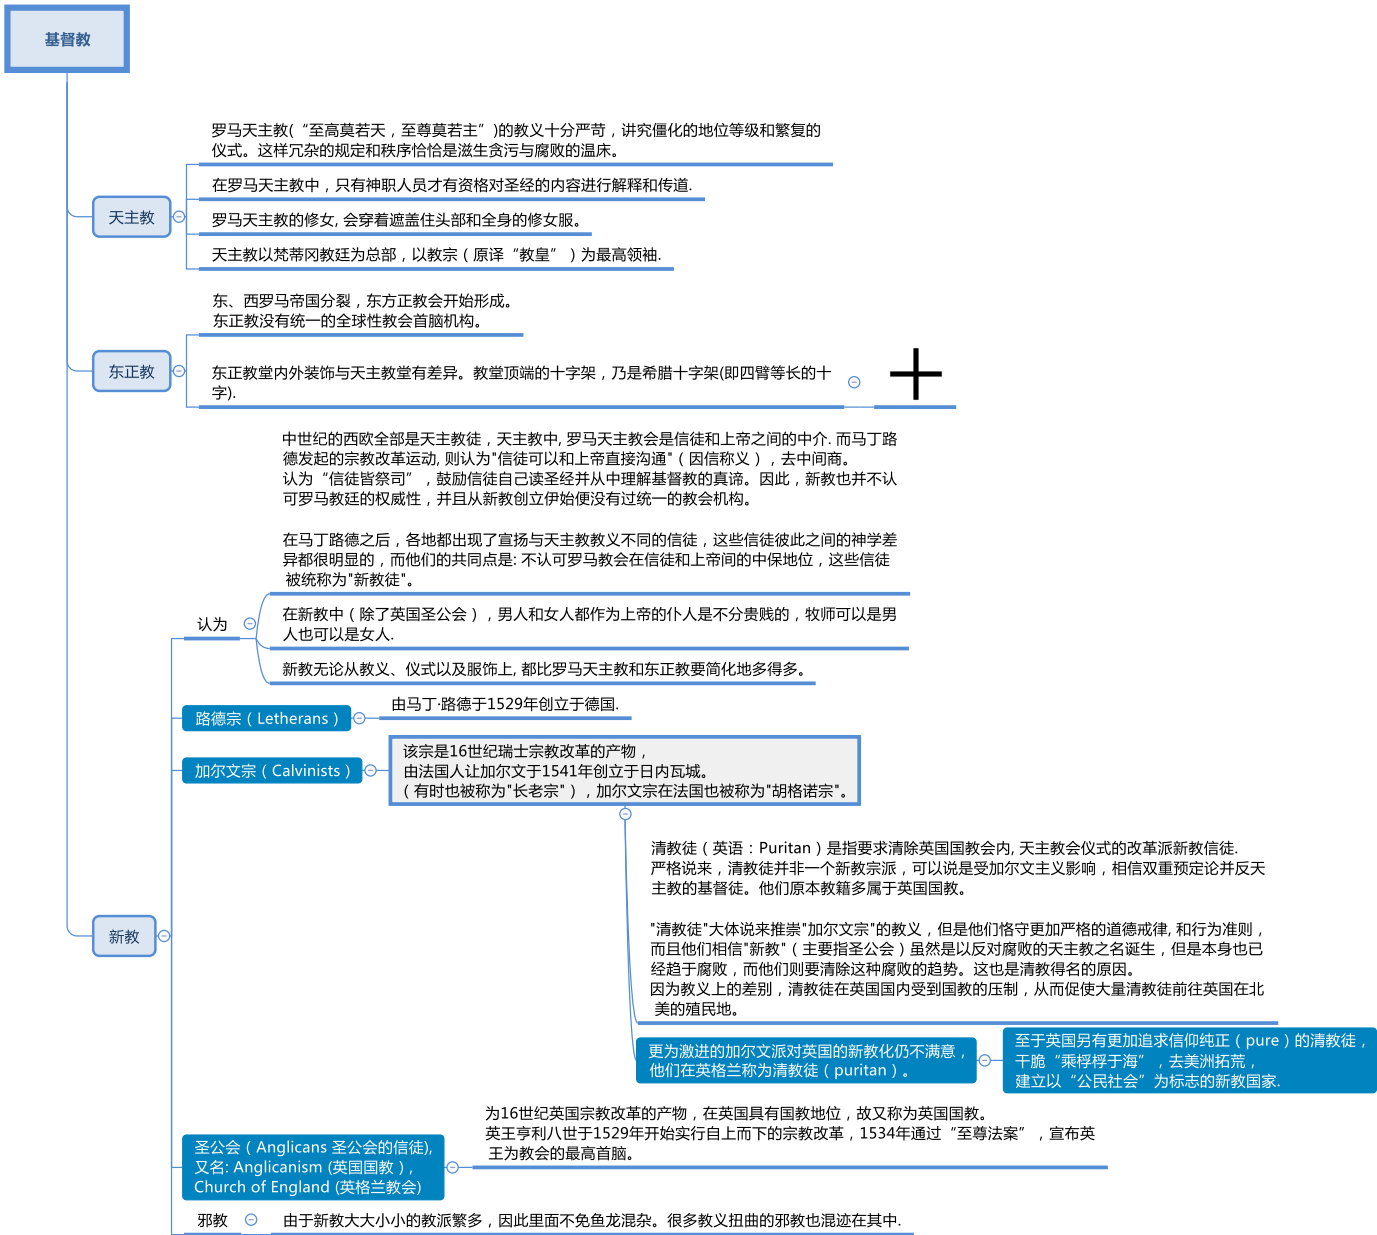 基督教
罗马天主教(“至高莫若天，至尊莫若主”)的教义十分严苛，讲究僵化的地位等级和繁复的
仪式。这样冗杂的规定和秩序恰恰是滋生贪污与腐败的温床。
在罗马天主教中，只有神职人员才有资格对圣经的内容进行解释和传道.
天主教
罗马天主教的修女, 会穿着遮盖住头部和全身的修女服。
天主教以梵蒂冈教廷为总部，以教宗（原译“教皇”）为最高领袖.
东、西罗马帝国分裂，东方正教会开始形成。
东正教没有统一的全球性教会首脑机构。
东正教
东正教堂内外装饰与天主教堂有差异。教堂顶端的十字架，乃是希腊十字架(即四臂等长的十
字).
中世纪的西欧全部是天主教徒，天主教中, 罗马天主教会是信徒和上帝之间的中介. 而马丁路
德发起的宗教改革运动, 则认为"信徒可以和上帝直接沟通"（因信称义），去中间商。
认为“信徒皆祭司”，鼓励信徒自己读圣经并从中理解基督教的真谛。因此，新教也并不认
可罗马教廷的权威性，并且从新教创立伊始便没有过统一的教会机构。
在马丁路德之后，各地都出现了宣扬与天主教教义不同的信徒，这些信徒彼此之间的神学差
异都很明显的，而他们的共同点是: 不认可罗马教会在信徒和上帝间的中保地位，这些信徒
被统称为"新教徒"。
认为
在新教中（除了英国圣公会），男人和女人都作为上帝的仆人是不分贵贱的，牧师可以是男
人也可以是女人.
新教无论从教义、仪式以及服饰上, 都比罗马天主教和东正教要简化地多得多。
路德宗（Letherans）
由马丁·路德于1529年创立于德国.
加尔文宗（Calvinists）
该宗是16世纪瑞士宗教改革的产物，
由法国人让加尔文于1541年创立于日内瓦城。
（有时也被称为"长老宗"），加尔文宗在法国也被称为"胡格诺宗"。
清教徒（英语：Puritan）是指要求清除英国国教会内, 天主教会仪式的改革派新教信徒.
严格说来，清教徒并非一个新教宗派，可以说是受加尔文主义影响，相信双重预定论并反天
主教的基督徒。他们原本教籍多属于英国国教。
"清教徒"大体说来推崇"加尔文宗"的教义，但是他们恪守更加严格的道德戒律, 和行为准则，
而且他们相信"新教"（主要指圣公会）虽然是以反对腐败的天主教之名诞生，但是本身也已
经趋于腐败，而他们则要清除这种腐败的趋势。这也是清教得名的原因。
因为教义上的差别，清教徒在英国国内受到国教的压制，从而促使大量清教徒前往英国在北
美的殖民地。
新教
更为激进的加尔文派对英国的新教化仍不满意，
他们在英格兰称为清教徒（puritan）。
至于英国另有更加追求信仰纯正（pure）的清教徒，
干脆“乘桴桴于海”，去美洲拓荒，
建立以“公民社会”为标志的新教国家.
圣公会（Anglicans 圣公会的信徒),
又名: Anglicanism (英国国教），
Church of England (英格兰教会)
为16世纪英国宗教改革的产物，在英国具有国教地位，故又称为英国国教。
英王亨利八世于1529年开始实行自上而下的宗教改革，1534年通过“至尊法案”，宣布英
王为教会的最高首脑。
邪教
由于新教大大小小的教派繁多，因此里面不免鱼龙混杂。很多教义扭曲的邪教也混迹在其中.